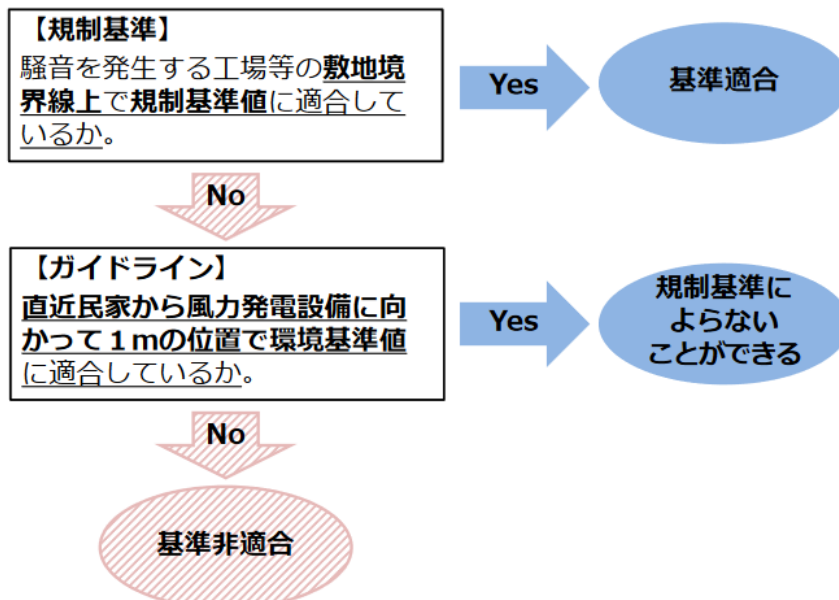 【規制基準】
騒音を発生する工場等の敷地境
界線上で規制基準値に適合して
いるか。
Yes
基準適合
No
【ガイドライン】
直近民家から風力発電設備に向
かって１mの位置で環境基準値
に適合しているか。
Yes
規制基準に
よらない
ことができる
No
基準非適合